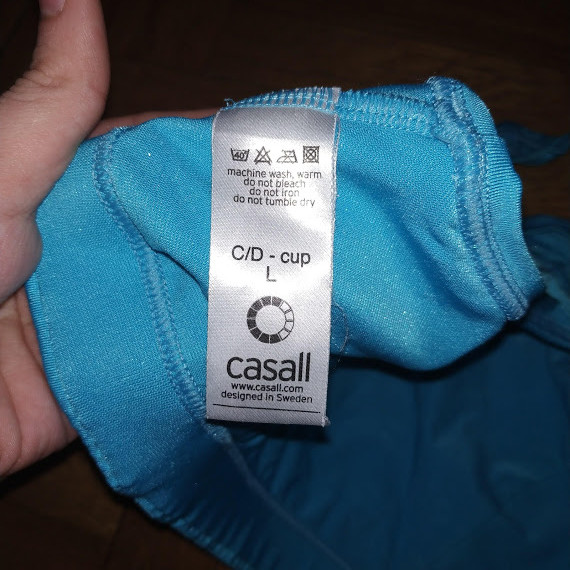 40°
machine wash, warm
do not bleach
do not iron
do not tumble dry
C/D - cup
L
casall
www.casall.com
designed in Sweden